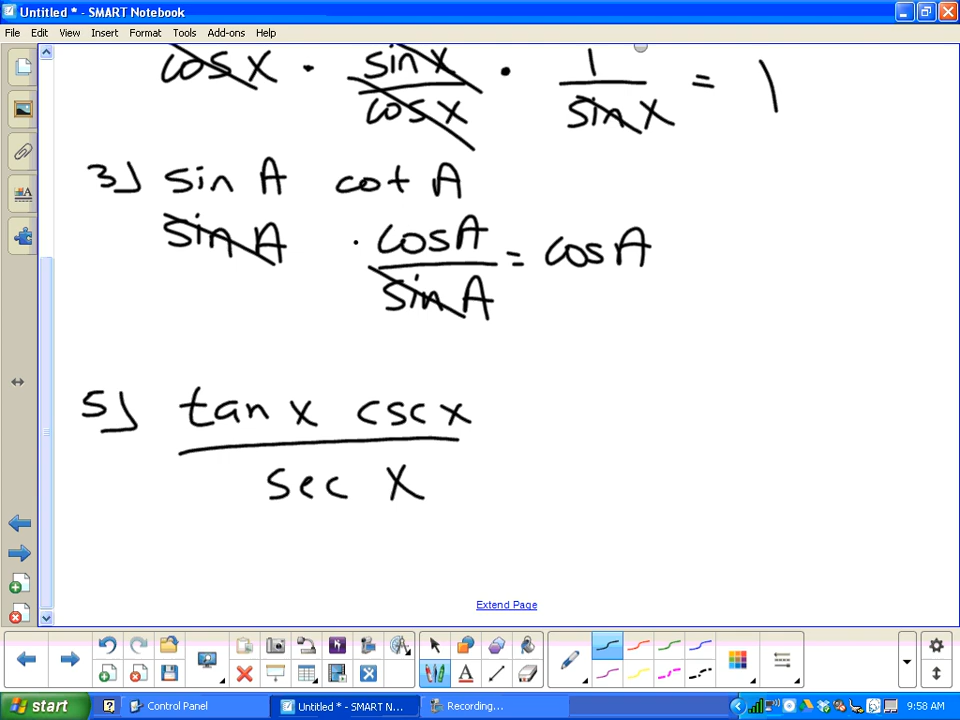 Untitled * - SMART Notebook
File Edit View Insert Format Tools Add-ons Help
cos x · sin x / cos x · 1 / sin x = 1
3) sin A cot A
sin A · cos A / sin A = cos A
5) tan x csc x
sec x
Extend Page
start
Control Panel
Untitled * - SMART N...
Recording...
9:58 AM